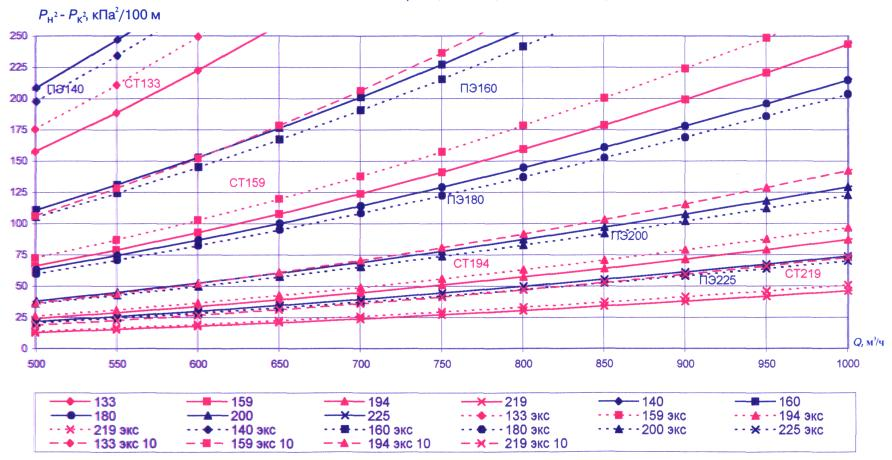 Pн² - Pк², кПа²/100 м
250
225
200
175
150
125
100
75
50
25
0
ПЭ140
СТ133
ПЭ160
СТ159
ПЭ180
ПЭ200
СТ194
ПЭ225
СТ219
Q, м³/ч
500 550 600 650 700 750 800 850 900 950 1000
133 159 194 219 140 160
180 200 225 133 экс 159 экс 194 экс
219 экс 140 экс 160 экс 180 экс 200 экс 225 экс
133 экс 10 159 экс 10 194 экс 10 219 экс 10